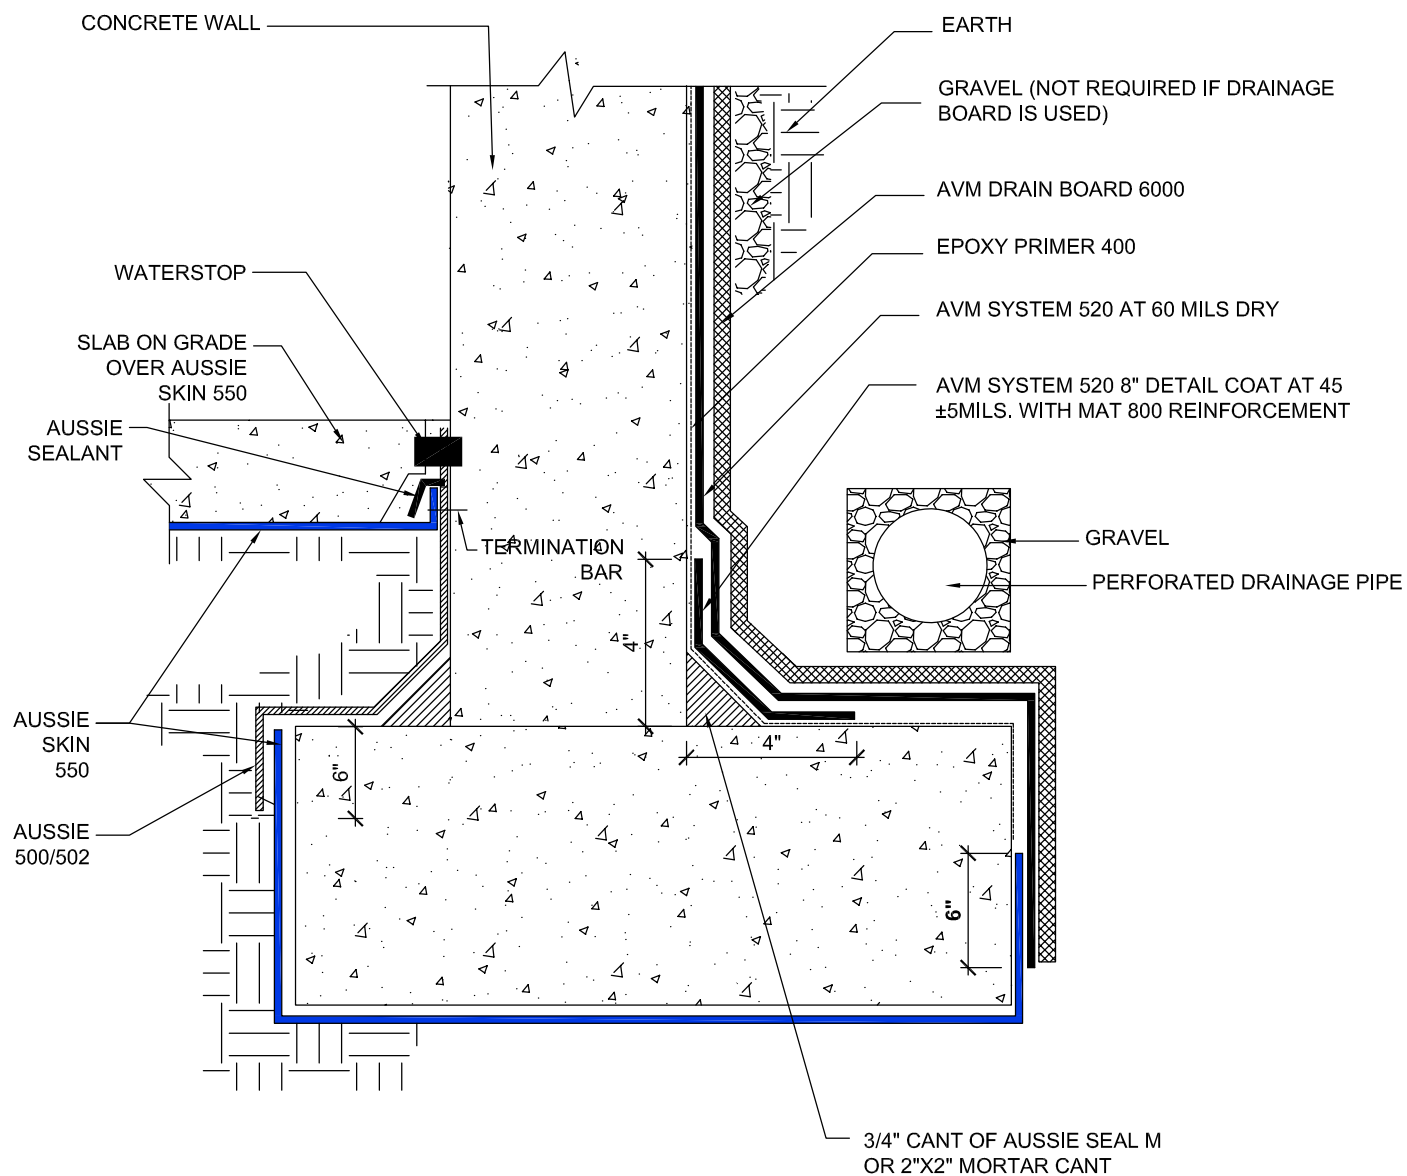 CONCRETE WALL
EARTH
GRAVEL (NOT REQUIRED IF DRAINAGE
BOARD IS USED)
AVM DRAIN BOARD 6000
EPOXY PRIMER 400
WATERSTOP
AVM SYSTEM 520 AT 60 MILS DRY
SLAB ON GRADE
OVER AUSSIE
SKIN 550
AVM SYSTEM 520 8" DETAIL COAT AT 45
±5MILS. WITH MAT 800 REINFORCEMENT
AUSSIE
SEALANT
TERMINATION
BAR
GRAVEL
PERFORATED DRAINAGE PIPE
4"
AUSSIE
SKIN
550
4"
6"
AUSSIE
500/502
6"
3/4" CANT OF AUSSIE SEAL M
OR 2"X2" MORTAR CANT